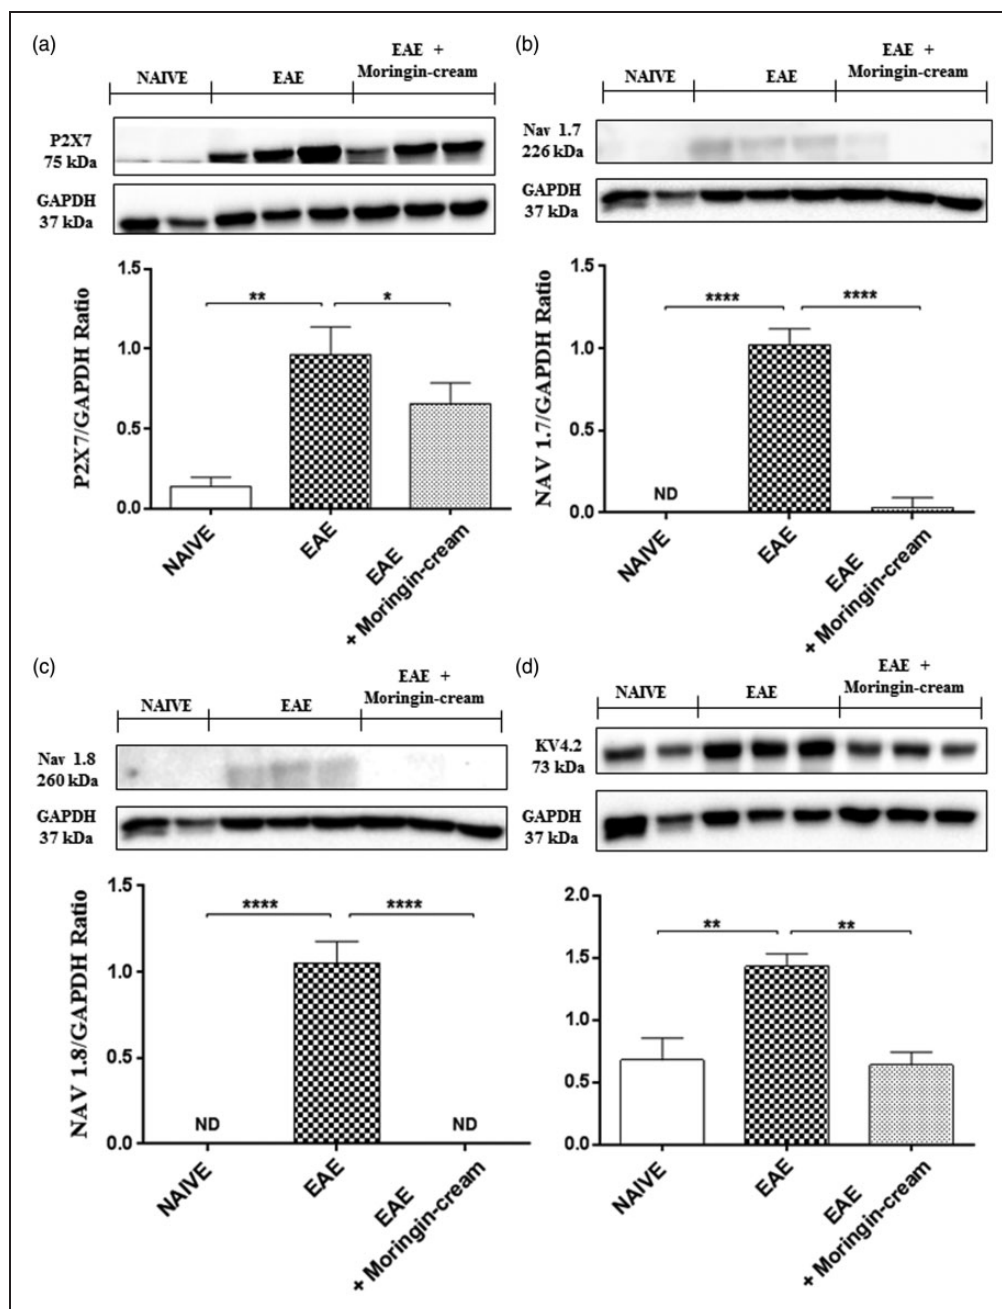 (a)
NAIVE
EAE
EAE +
Moringin-cream
P2X7
75 kDa
GAPDH
37 kDa
P2X7/GAPDH Ratio
1.5
1.0
0.5
0.0
**
*
NAIVE
EAE
EAE
+ Moringin-cream
(b)
NAIVE
EAE
EAE +
Moringin-cream
Nav 1.7
226 kDa
GAPDH
37 kDa
NAV 1.7/GAPDH Ratio
1.5
1.0
0.5
0.0
****
****
ND
NAIVE
EAE
EAE
+ Moringin-cream
(c)
NAIVE
EAE
EAE +
Moringin-cream
Nav 1.8
260 kDa
GAPDH
37 kDa
NAV 1.8/GAPDH Ratio
1.5
1.0
0.5
0.0
****
****
ND
ND
NAIVE
EAE
EAE
+ Moringin-cream
(d)
NAIVE
EAE
EAE +
Moringin-cream
KV4.2
73 kDa
GAPDH
37 kDa
2.0
1.5
1.0
0.5
0.0
**
**
NAIVE
EAE
EAE
+ Moringin-cream